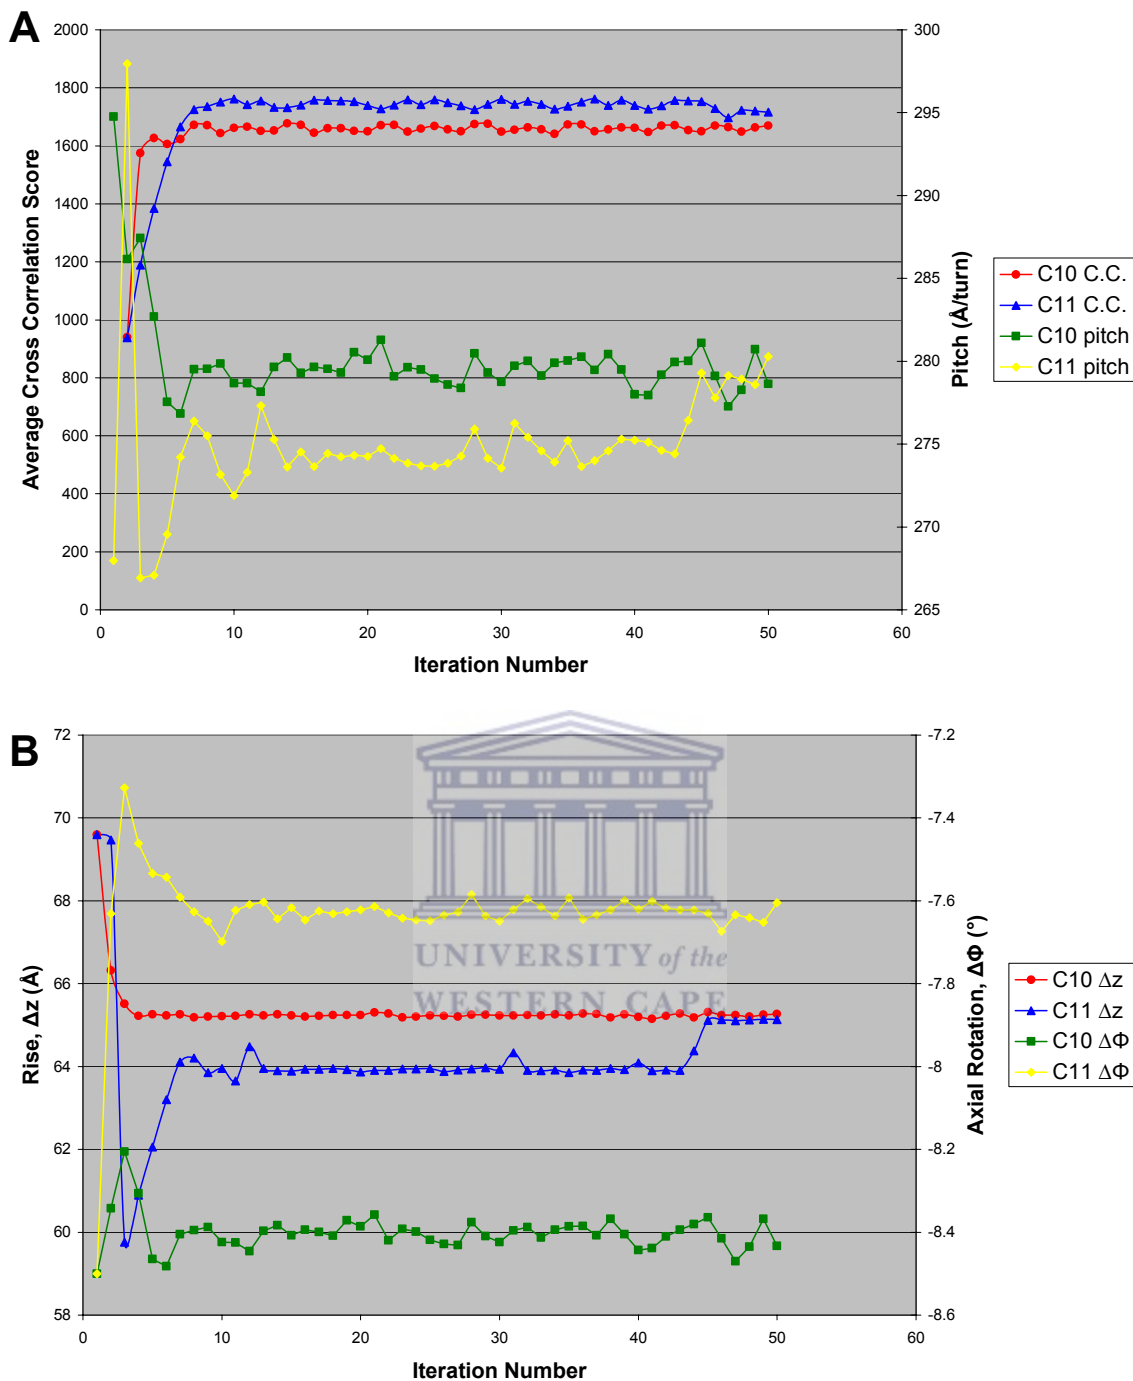 A
2000
1800
1600
1400
1200
1000
800
600
400
200
0
Average Cross Correlation Score
300
295
290
285
280
275
270
265
Pitch (Å/turn)
0 10 20 30 40 50 60
Iteration Number
C10 C.C.
C11 C.C.
C10 pitch
C11 pitch
B
72
70
68
66
64
62
60
58
Rise, Δz (Å)
-7.2
-7.4
-7.6
-7.8
-8
-8.2
-8.4
-8.6
Axial Rotation, ΔΦ (°)
UNIVERSITY of the
WESTERN CAPE
0 10 20 30 40 50 60
Iteration Number
C10 Δz
C11 Δz
C10 ΔΦ
C11 ΔΦ